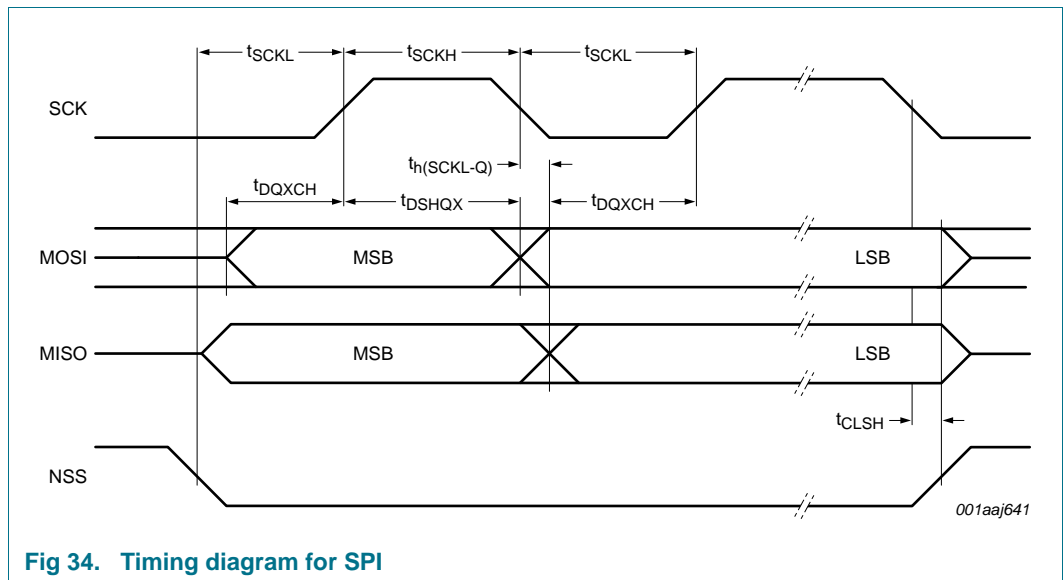 tSCKL tSCKH tSCKL
SCK
th(SCKL-Q)
tDQXCH tDSHQX tDQXCH
MOSI MSB LSB
MISO MSB LSB
tCLSH
NSS
001aaj641
Fig 34. Timing diagram for SPI